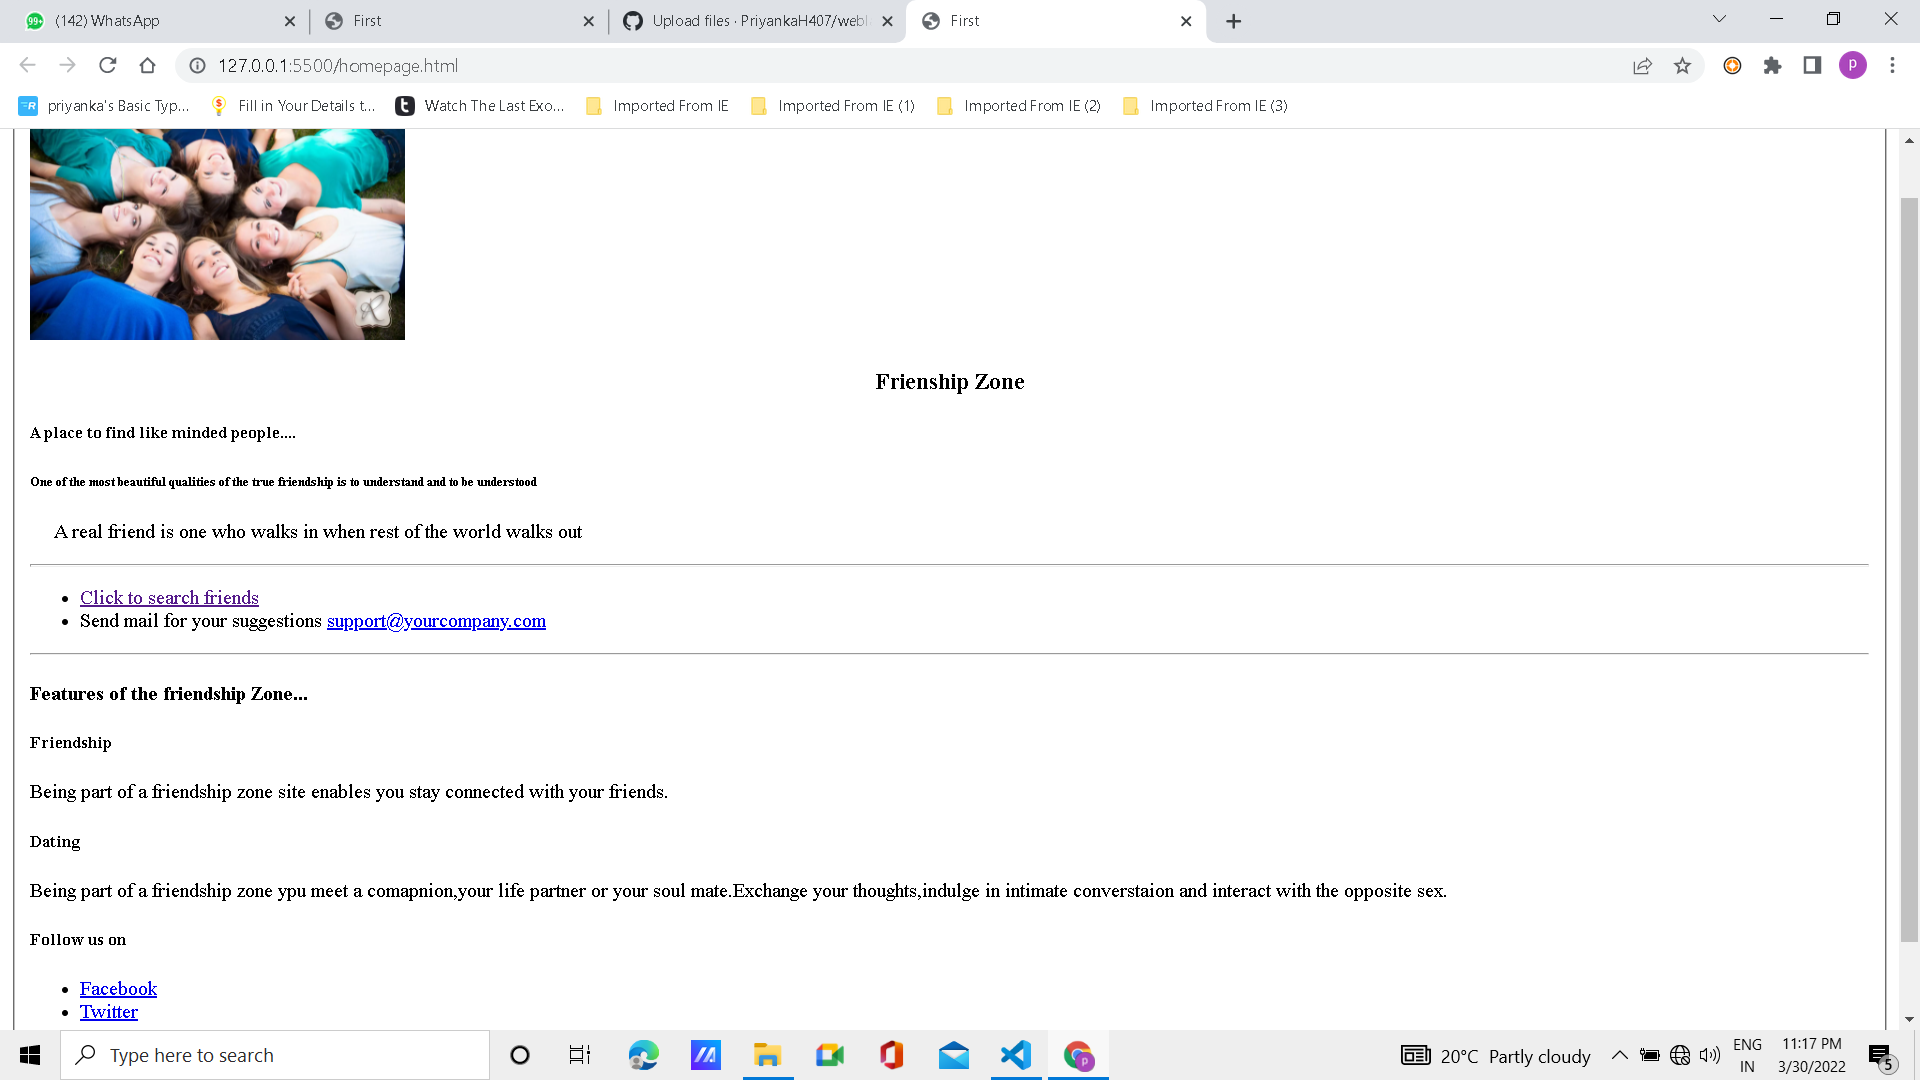 (142) WhatsApp
First
Upload files · PriyankaH407/webl
First
127.0.0.1:5500/homepage.html
P
priyanka's Basic Typ...
Fill in Your Details t...
Watch The Last Exo...
Imported From IE
Imported From IE (1)
Imported From IE (2)
Imported From IE (3)
Frienship Zone
A place to find like minded people....
One of the most beautiful qualities of the true friendship is to understand and to be understood
A real friend is one who walks in when rest of the world walks out
Click to search friends
Send mail for your suggestions support@yourcompany.com
Features of the friendship Zone...
Friendship
Being part of a friendship zone site enables you stay connected with your friends.
Dating
Being part of a friendship zone ypu meet a comapnion,your life partner or your soul mate.Exchange your thoughts,indulge in intimate converstaion and interact with the opposite sex.
Follow us on
Facebook
Twitter
Type here to search
20°C Partly cloudy
ENG
IN
11:17 PM
3/30/2022
5